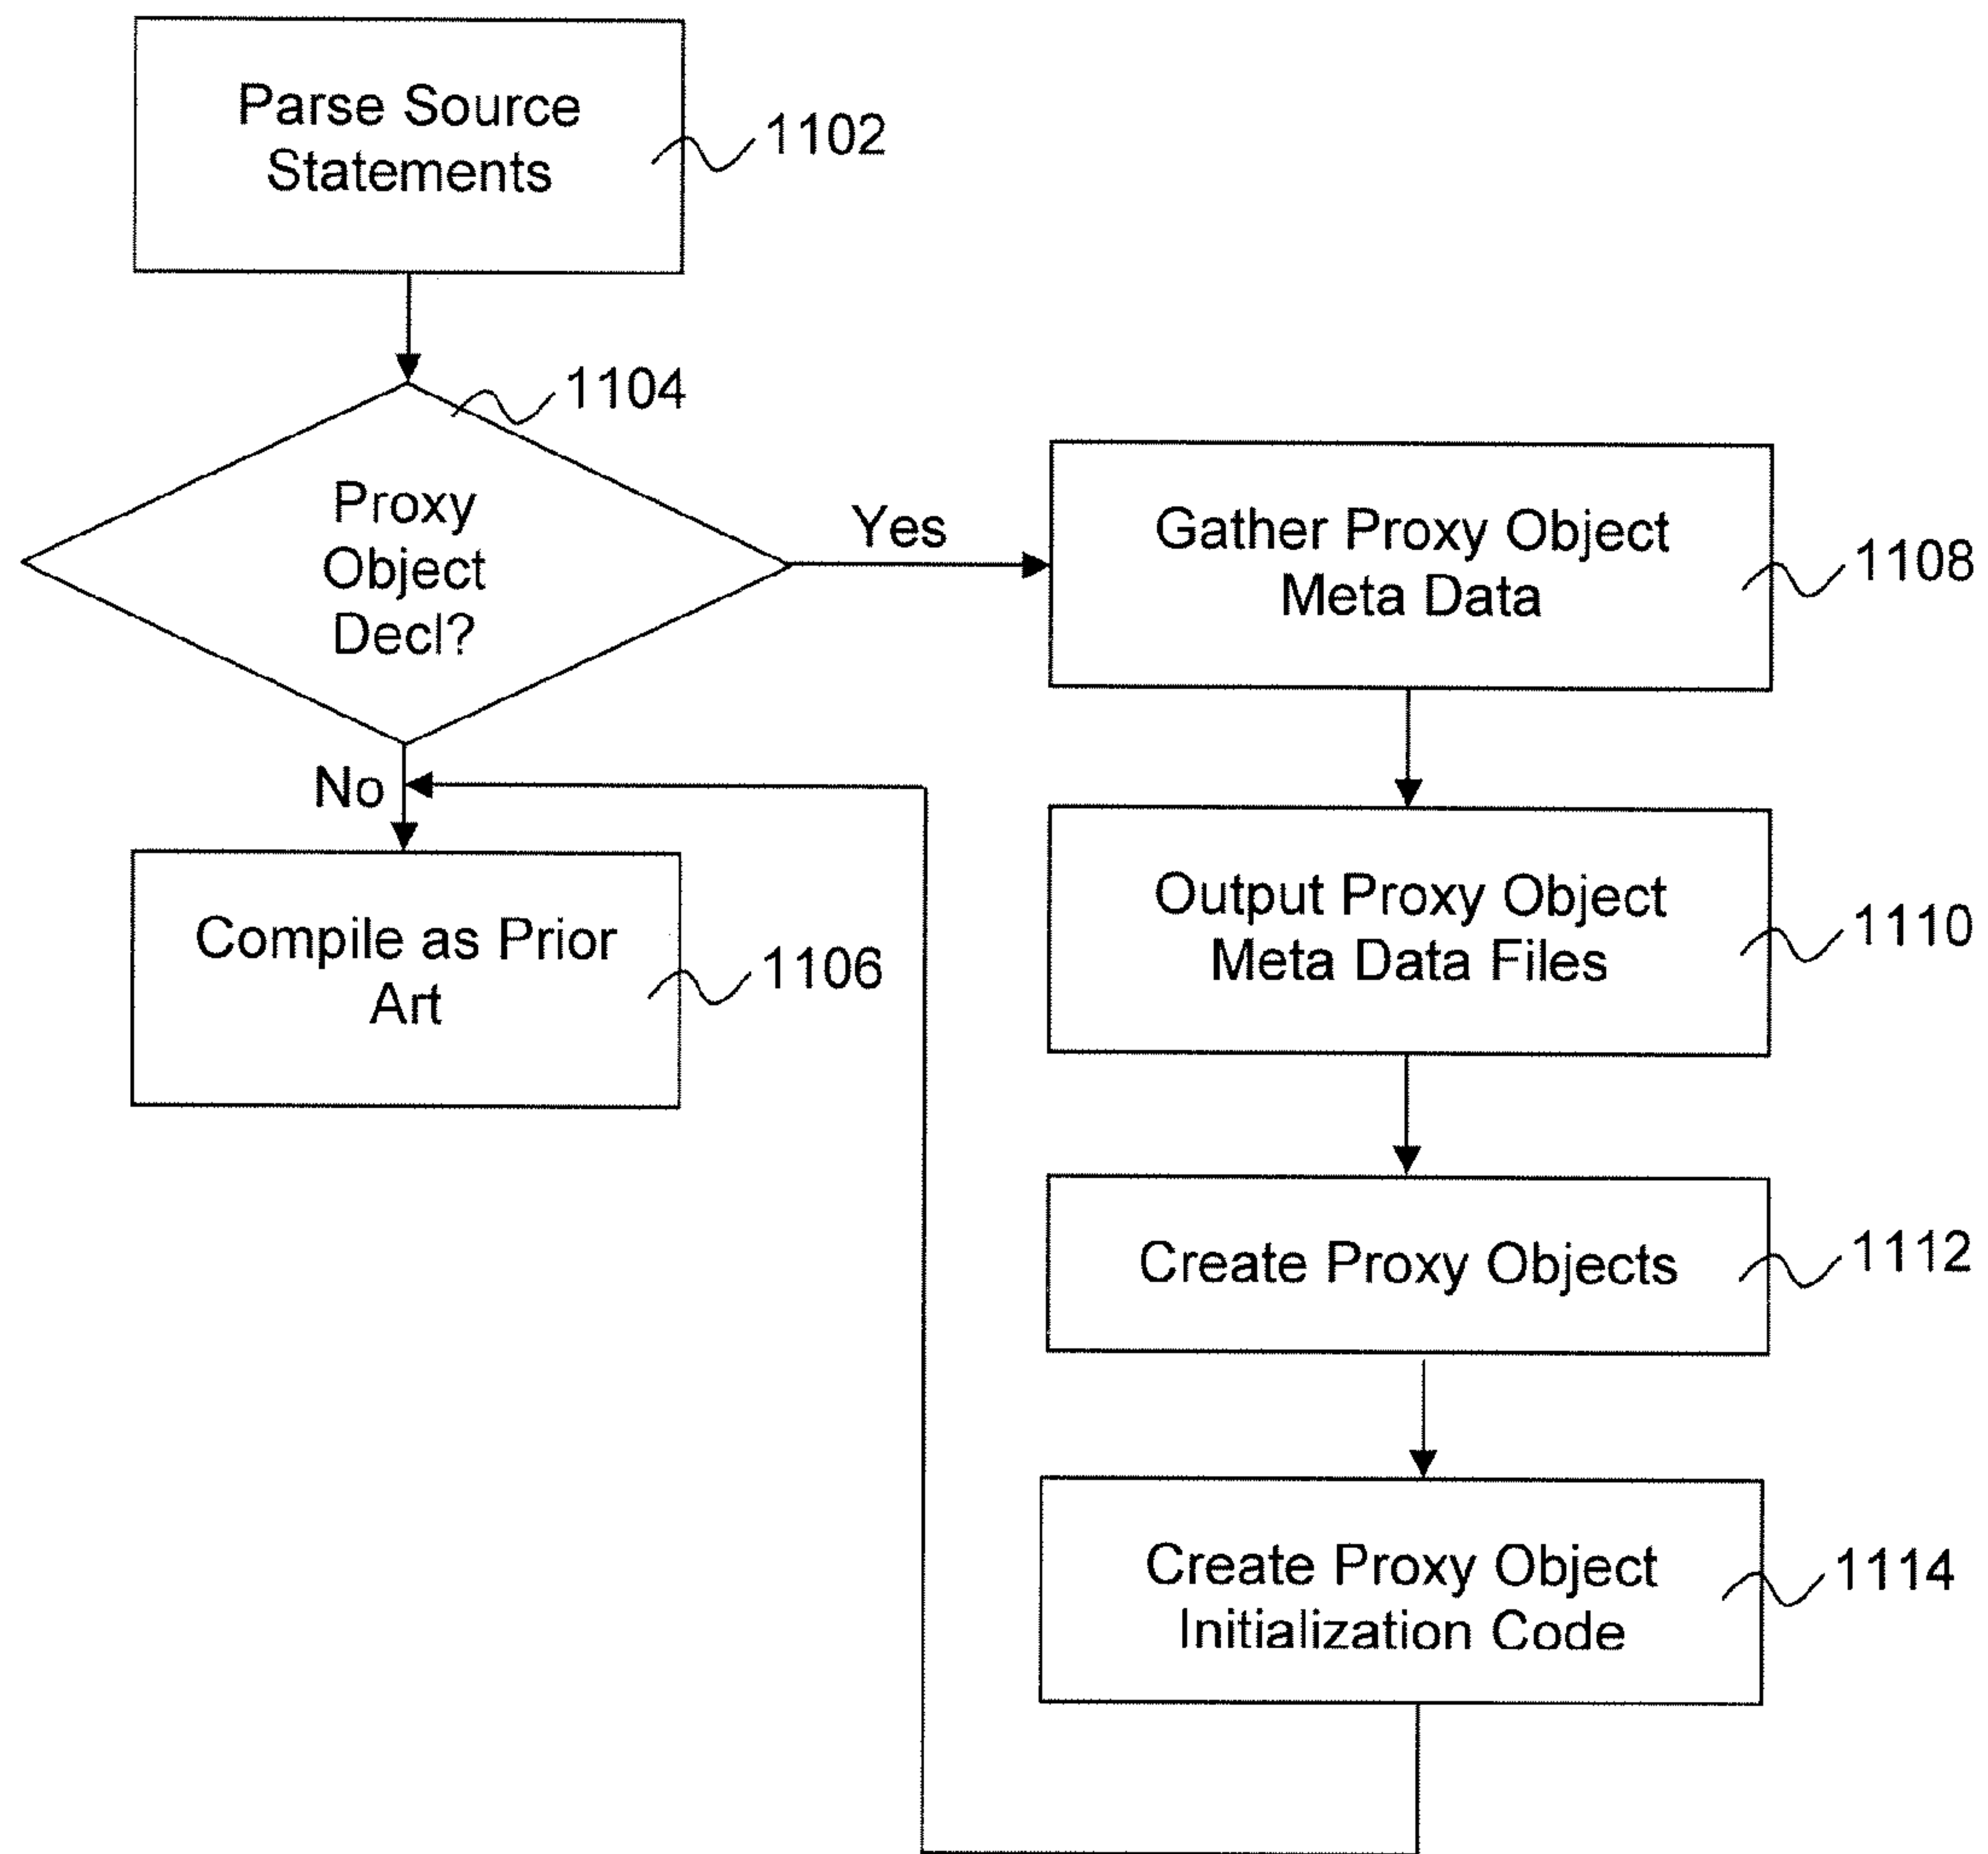 Parse Source
Statements
1102
1104
Proxy
Object
Decl?
Yes
No
Compile as Prior
Art
1106
Gather Proxy Object
Meta Data
1108
Output Proxy Object
Meta Data Files
1110
Create Proxy Objects
1112
Create Proxy Object
Initialization Code
1114